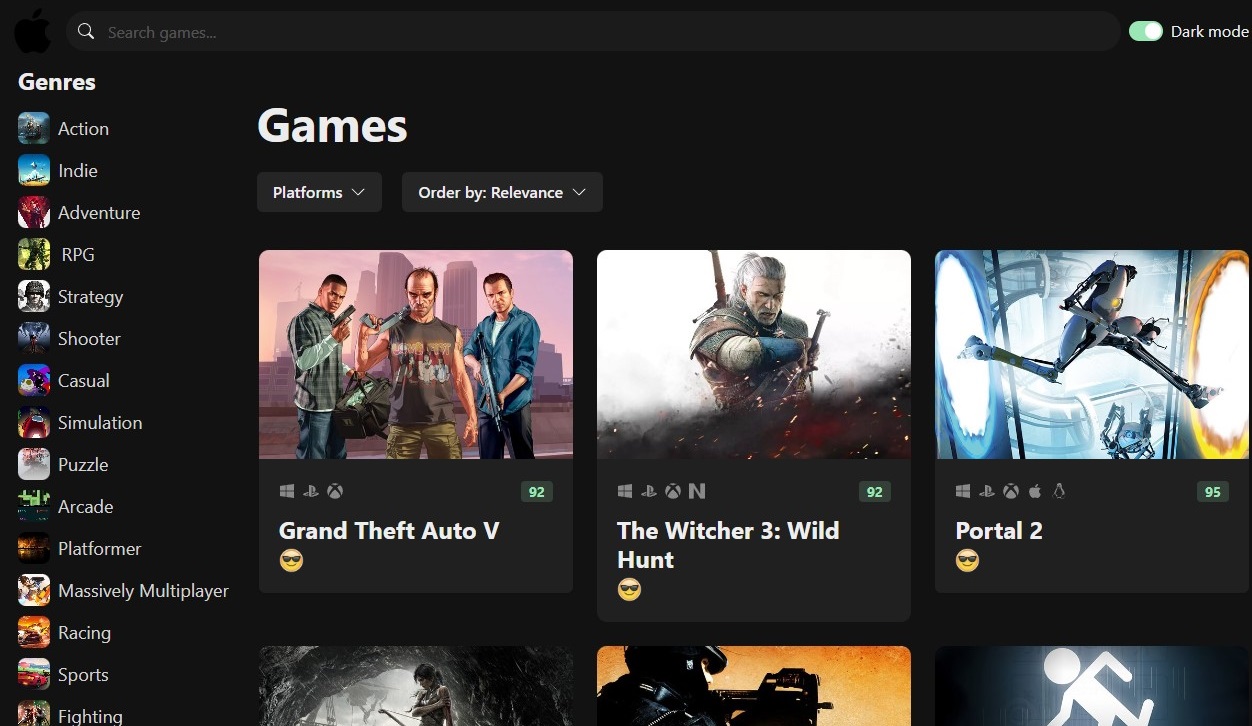 Search games...
Dark mode
Genres
Action
Indie
Adventure
RPG
Strategy
Shooter
Casual
Simulation
Puzzle
Arcade
Platformer
Massively Multiplayer
Racing
Sports
Fighting
Games
Platforms
Order by: Relevance
92
Grand Theft Auto V
92
The Witcher 3: Wild
Hunt
95
Portal 2